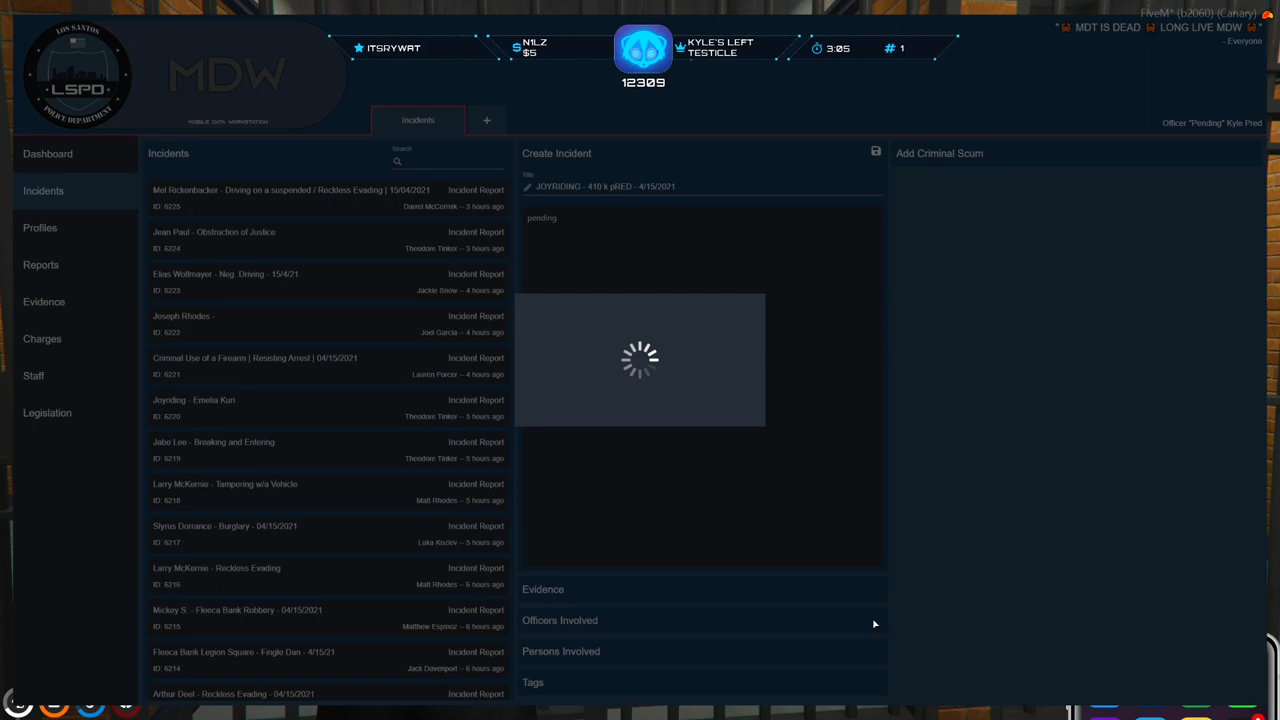 FiveM* (b2060) (Canary)
" MDT IS DEAD LONG LIVE MDW "
- Everyone
LOS SANTOS
LSPD
POLICE DEPARTMENT
MDW
MOBILE DATA WORKSTATION
ITSRYWAT
N1LZ
$5
12309
KYLE'S LEFT
TESTICLE
3:05
# 1
Incidents
+
Officer "Pending" Kyle Pred
Dashboard
Incidents
Profiles
Reports
Evidence
Charges
Staff
Legislation
Incidents
Search
Mel Rickenbacker - Driving on a suspended / Reckless Evading | 15/04/2021 Incident Report
ID: 6225 Darrel McCormik -- 3 hours ago
Jean Paul - Obstruction of Justice Incident Report
ID: 6224 Theodore Tinker -- 3 hours ago
Elias Wolfmayer - Neg. Driving - 15/4/21 Incident Report
ID: 6223 Jackie Snow -- 4 hours ago
Joseph Rhodes - Incident Report
ID: 6222 Joel Garcia -- 4 hours ago
Criminal Use of a Firearm | Resisting Arrest | 04/15/2021 Incident Report
ID: 6221 Lauren Forcer -- 4 hours ago
Joyriding - Emelia Kuri Incident Report
ID: 6220 Theodore Tinker -- 5 hours ago
Jabo Lee - Breaking and Entering Incident Report
ID: 6219 Theodore Tinker -- 5 hours ago
Larry McKernie - Tampering w/a Vehicle Incident Report
ID: 6218 Matt Rhodes -- 5 hours ago
Slyrus Dorrance - Burglary - 04/15/2021 Incident Report
ID: 6217 Luka Kozlov -- 6 hours ago
Larry McKernie - Reckless Evading Incident Report
ID: 6216 Matt Rhodes -- 6 hours ago
Mickey S. - Fleeca Bank Robbery - 04/15/2021 Incident Report
ID: 6215 Matthew Espinoz -- 6 hours ago
Fleeca Bank Legion Square - Fingle Dan - 4/15/21 Incident Report
ID: 6214 Jack Davenport -- 6 hours ago
Arthur Deel - Reckless Evading - 04/15/2021 Incident Report
Create Incident
Title
JOYRIDING - 410 k pRED - 4/15/2021
pending
Evidence
Officers Involved
Persons Involved
Tags
Add Criminal Scum